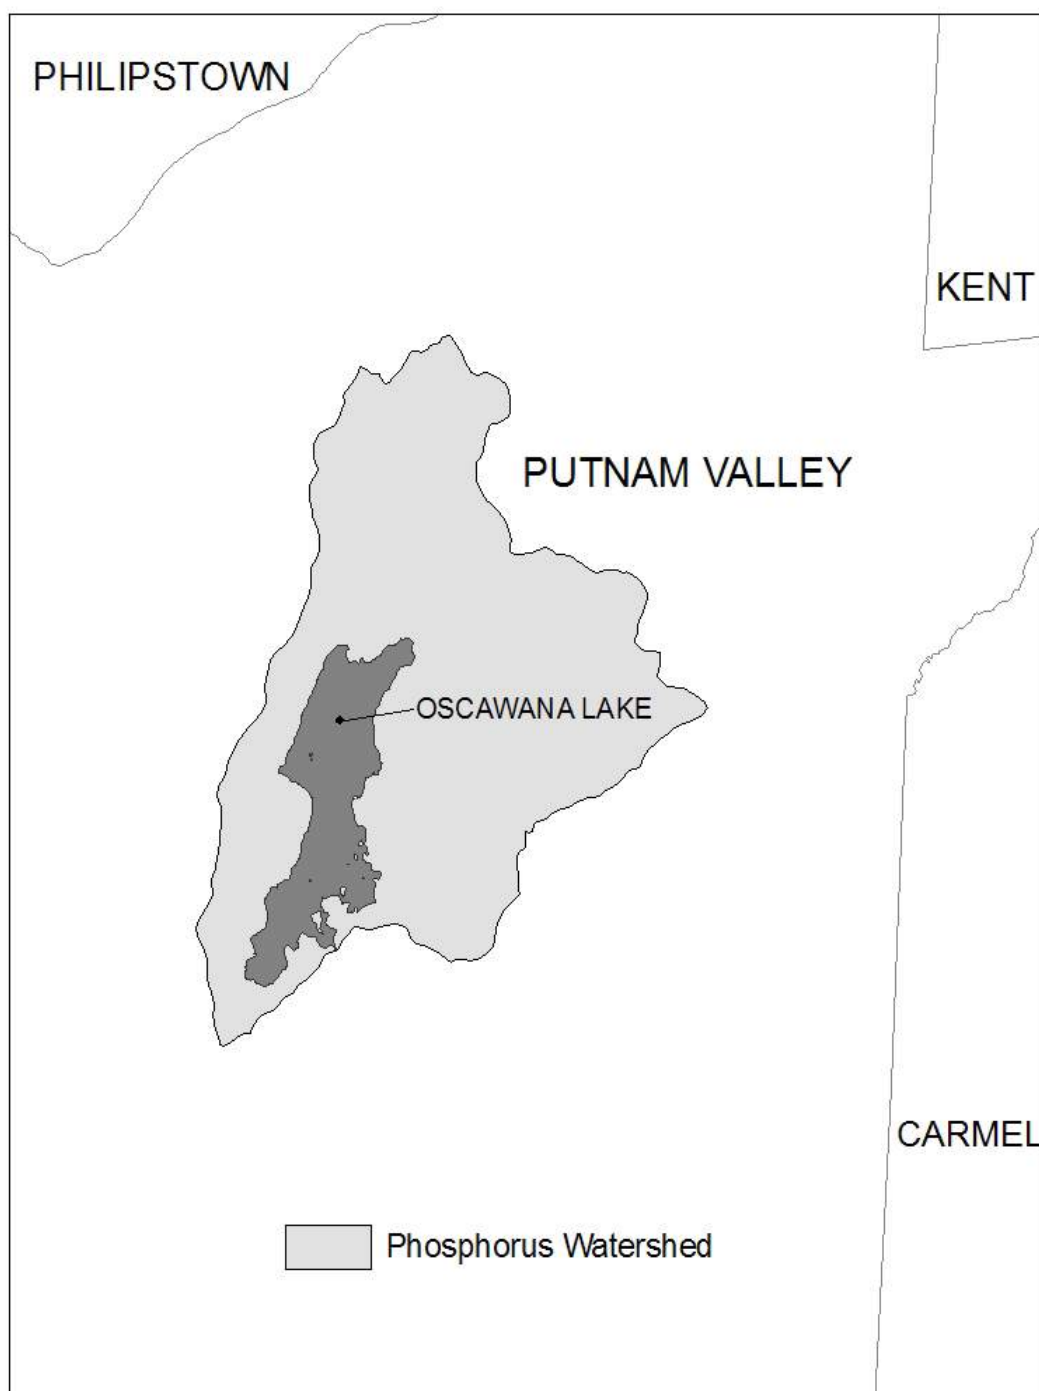 PHILIPSTOWN
KENT
PUTNAM VALLEY
OSCAWANA LAKE
CARMEL
Phosphorus Watershed